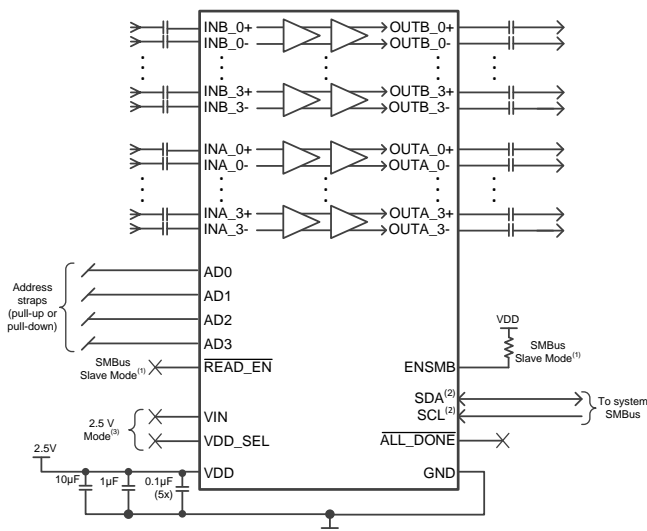 INB_0+ OUTB_0+
INB_0- OUTB_0-
INB_3+ OUTB_3+
INB_3- OUTB_3-
INA_0+ OUTA_0+
INA_0- OUTA_0-
INA_3+ OUTA_3+
INA_3- OUTA_3-
Address
straps
(pull-up or
pull-down)
AD0
AD1
AD2
AD3
SMBus
Slave Mode(1)
READ_EN
VDD
SMBus
Slave Mode(1)
ENSMB
SDA(2)
SCL(2)
To system
SMBus
2.5 V
Mode(3)
VIN
VDD_SEL
ALL_DONE
2.5V
VDD
GND
10µF
1µF
0.1µF
(5x)